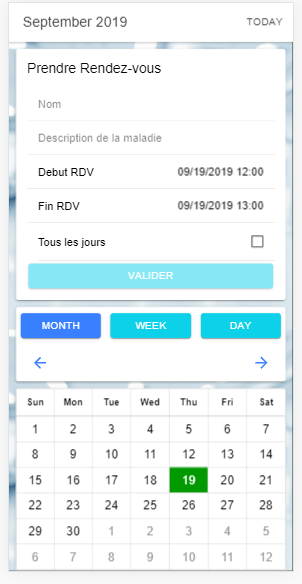 September 2019 TODAY
Prendre Rendez-vous
Nom
Description de la maladie
Debut RDV 09/19/2019 12:00
Fin RDV 09/19/2019 13:00
Tous les jours
VALIDER
MONTH WEEK DAY
Sun Mon Tue Wed Thu Fri Sat
1 2 3 4 5 6 7
8 9 10 11 12 13 14
15 16 17 18 19 20 21
22 23 24 25 26 27 28
29 30 1 2 3 4 5
6 7 8 9 10 11 12